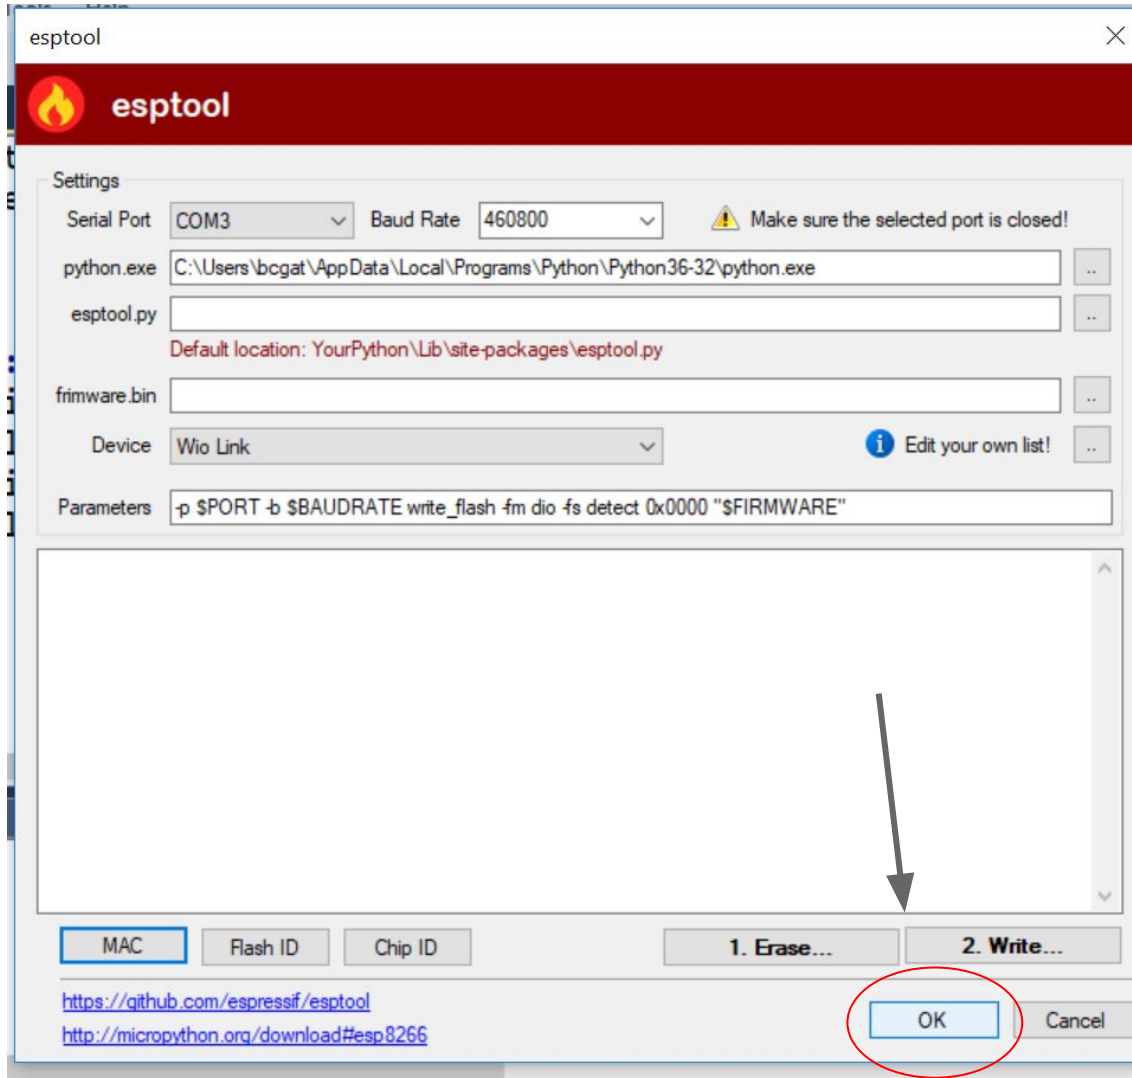 esptool
esptool
Settings
Serial Port COM3 Baud Rate 460800 Make sure the selected port is closed!
python.exe C:\Users\bcgat\AppData\Local\Programs\Python\Python36-32\python.exe ..
esptool.py ..
Default location: YourPython\Lib\site-packages\esptool.py
frimware.bin ..
Device Wio Link Edit your own list! ..
Parameters -p $PORT -b $BAUDRATE write_flash -fm dio -fs detect 0x0000 "$FIRMWARE"
MAC Flash ID Chip ID 1. Erase... 2. Write...
https://github.com/espressif/esptool
http://micropython.org/download#esp8266
OK Cancel